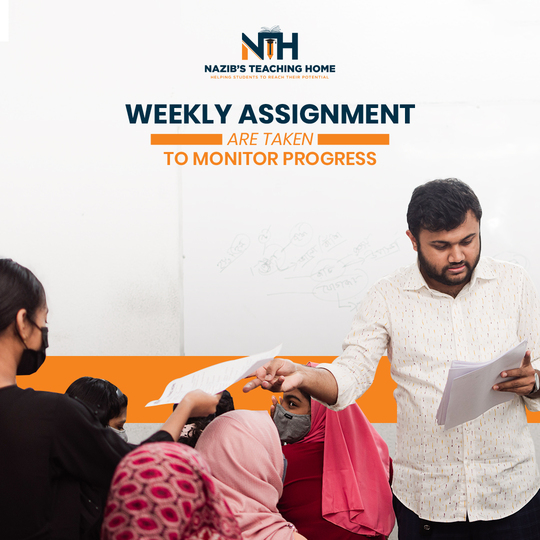 NTH
NAZIB'S TEACHING HOME
HELPING STUDENTS TO REACH THEIR POTENTIAL
WEEKLY ASSIGNMENT
ARE TAKEN
TO MONITOR PROGRESS